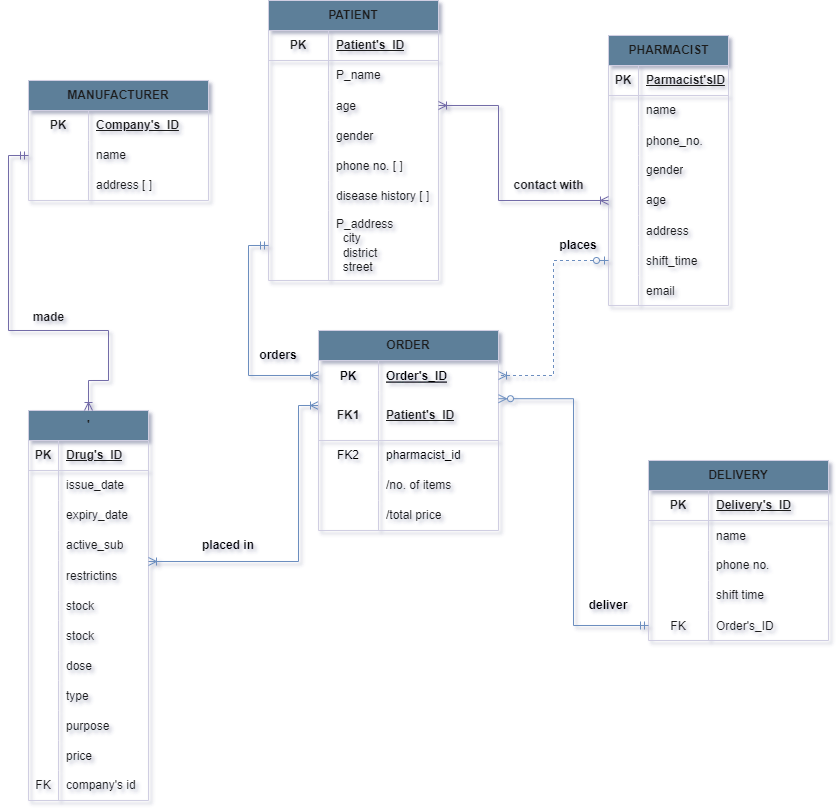 PATIENT
PK Patient's_ID
P_name
age
gender
phone no. [ ]
disease history [ ]
P_address
city
district
street
PHARMACIST
PK Parmacist'sID
name
phone_no.
gender
age
address
shift_time
email
MANUFACTURER
PK Company's_ID
name
address [ ]
contact with
places
made
orders
ORDER
PK Order's_ID
FK1 Patient's_ID
FK2 pharmacist_id
/no. of items
/total price
'
PK Drug's_ID
issue_date
expiry_date
active_sub
restrictins
stock
stock
dose
type
purpose
price
FK company's id
placed in
deliver
DELIVERY
PK Delivery's_ID
name
phone no.
shift time
FK Order's_ID